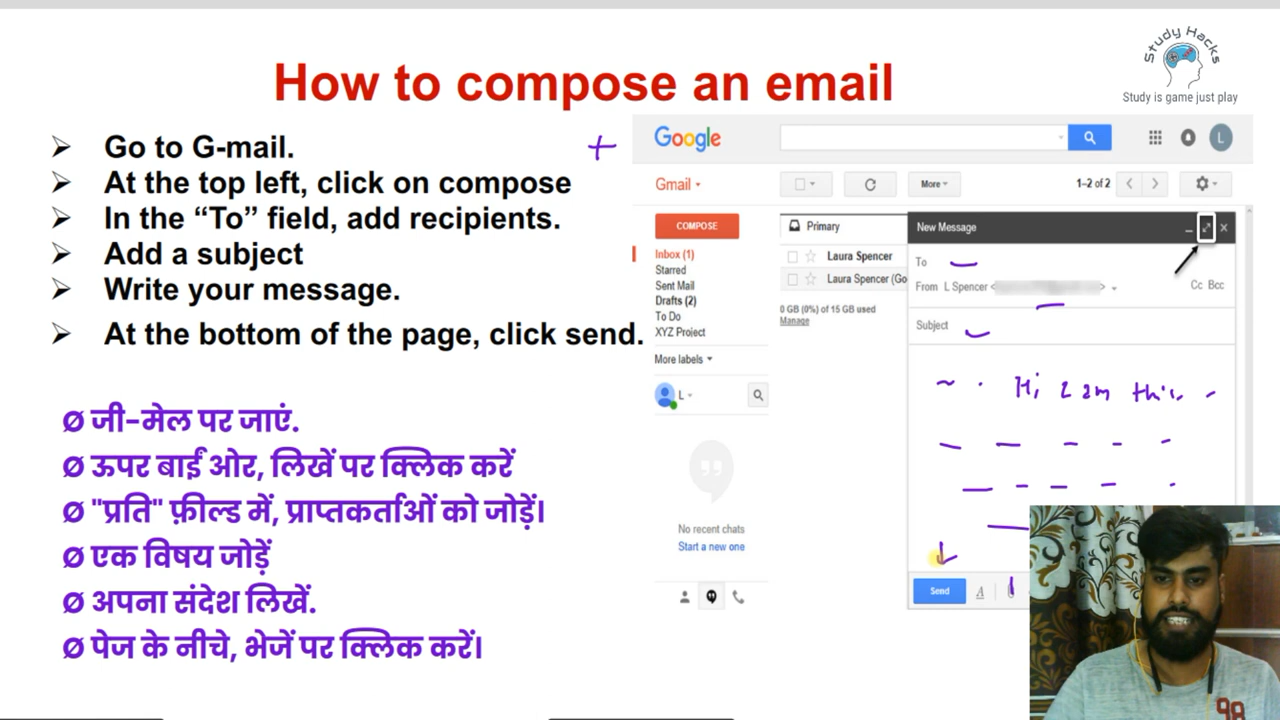 How to compose an email
Study Hacks
Study is game just play
➢ Go to G-mail.
➢ At the top left, click on compose
➢ In the “To” field, add recipients.
➢ Add a subject
➢ Write your message.
➢ At the bottom of the page, click send.
Ø जी-मेल पर जाएं.
Ø ऊपर बाईं ओर, लिखें पर क्लिक करें
Ø "प्रति" फ़ील्ड में, प्राप्तकर्ताओं को जोड़ें।
Ø एक विषय जोड़ें
Ø अपना संदेश लिखें.
Ø पेज के नीचे, भेजें पर क्लिक करें।
+
Google
L
Gmail
More
1–2 of 2
COMPOSE
Inbox (1)
Starred
Sent Mail
Drafts (2)
To Do
XYZ Project
More labels
L
No recent chats
Start a new one
Primary
Laura Spencer
Laura Spencer (Go
0 GB (0%) of 15 GB used
Manage
New Message
To
From L Spencer < >
Cc Bcc
Subject
Hi, I am this
Send A
98